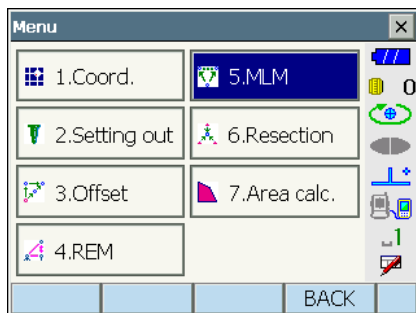 Menu
1.Coord.
5.MLM
2.Setting out
6.Resection
3.Offset
7.Area calc.
4.REM
0
1
BACK